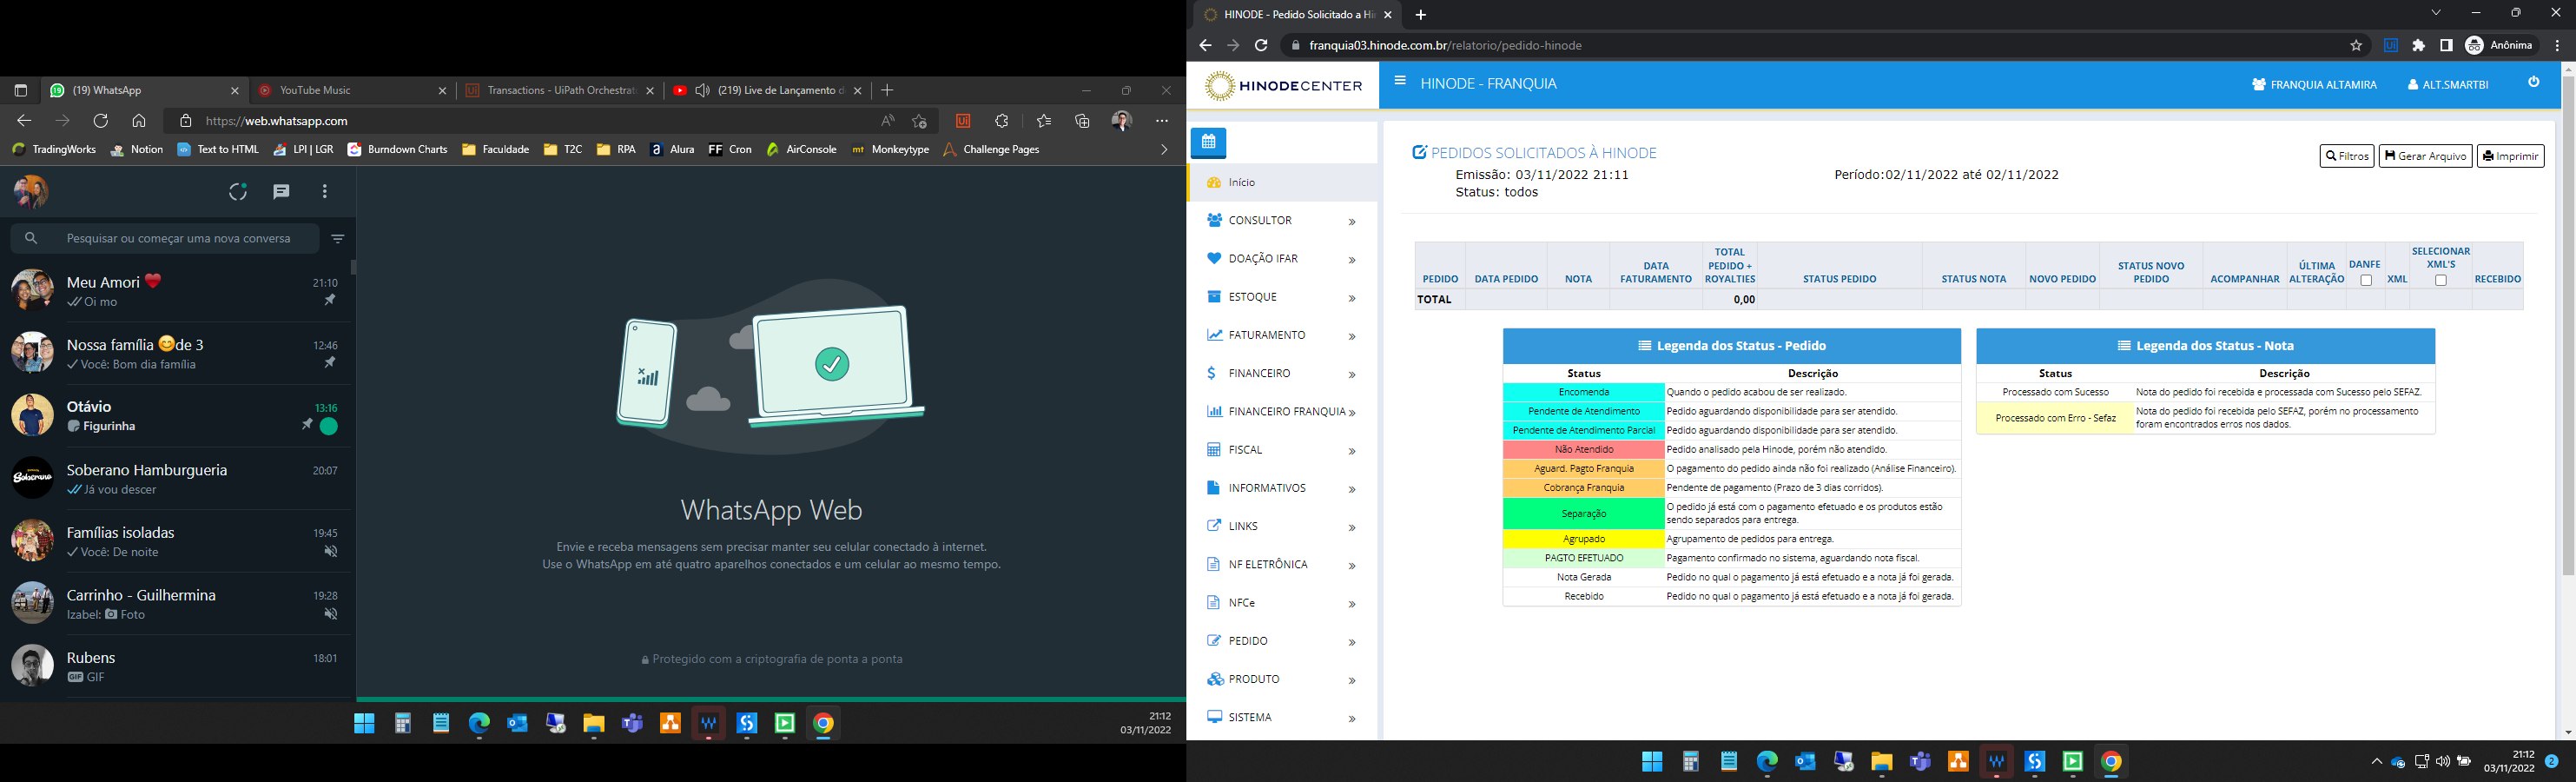 (19) WhatsApp
YouTube Music
Transactions - UiPath Orchestrat
(219) Live de Lançamento d
https://web.whatsapp.com
TradingWorks
Notion
Text to HTML
LPI | LGR
Burndown Charts
Faculdade
T2C
RPA
Alura
FF Cron
AirConsole
mt Monkeytype
Challenge Pages
Pesquisar ou começar uma nova conversa
Meu Amori 21:10
Oi mo
Nossa família de 3 12:46
Você: Bom dia família
Otávio 13:16
Figurinha
Soberano Hamburgueria 20:07
Já vou descer
Famílias isoladas 19:45
Você: De noite
Carrinho - Guilhermina 19:28
Izabel: Foto
Rubens 18:01
GIF GIF
WhatsApp Web
Envie e receba mensagens sem precisar manter seu celular conectado à internet.
Use o WhatsApp em até quatro aparelhos conectados e um celular ao mesmo tempo.
Protegido com a criptografia de ponta a ponta
21:12
03/11/2022
HINODE - Pedido Solicitado a Hi
franquia03.hinode.com.br/relatorio/pedido-hinode
Anônima
HINODECENTER
HINODE - FRANQUIA
FRANQUIA ALTAMIRA
ALT.SMARTBI
Início
CONSULTOR
DOAÇÃO IFAR
ESTOQUE
FATURAMENTO
FINANCEIRO
FINANCEIRO FRANQUIA
FISCAL
INFORMATIVOS
LINKS
NF ELETRÔNICA
NFCe
PEDIDO
PRODUTO
SISTEMA
PEDIDOS SOLICITADOS À HINODE
Filtros
Gerar Arquivo
Imprimir
Emissão: 03/11/2022 21:11
Período:02/11/2022 até 02/11/2022
Status: todos
PEDIDO
DATA PEDIDO
NOTA
DATA FATURAMENTO
TOTAL PEDIDO + ROYALTIES
STATUS PEDIDO
STATUS NOTA
NOVO PEDIDO
STATUS NOVO PEDIDO
ACOMPANHAR
ÚLTIMA ALTERAÇÃO
DANFE
XML
SELECIONAR XML'S
RECEBIDO
TOTAL 0,00
Legenda dos Status - Pedido
Status Descrição
Encomenda Quando o pedido acabou de ser realizado.
Pendente de Atendimento Pedido aguardando disponibilidade para ser atendido.
Pendente de Atendimento Parcial Pedido aguardando disponibilidade para ser atendido.
Não Atendido Pedido analisado pela Hinode, porém não atendido.
Aguard. Pagto Franquia O pagamento do pedido ainda não foi realizado (Análise Financeiro).
Cobrança Franquia Pendente de pagamento (Prazo de 3 dias corridos).
Separação O pedido já está com o pagamento efetuado e os produtos estão
sendo separados para entrega.
Agrupado Agrupamento de pedidos para entrega.
PAGTO EFETUADO Pagamento confirmado no sistema, aguardando nota fiscal.
Nota Gerada Pedido no qual o pagamento já está efetuado e a nota já foi gerada.
Recebido Pedido no qual o pagamento já está efetuado e a nota já foi gerada.
Legenda dos Status - Nota
Status Descrição
Processado com Sucesso Nota do pedido foi recebida e processada com Sucesso pelo SEFAZ.
Processado com Erro - Sefaz Nota do pedido foi recebida pelo SEFAZ, porém no processamento
foram encontrados erros nos dados.
21:12
03/11/2022
2